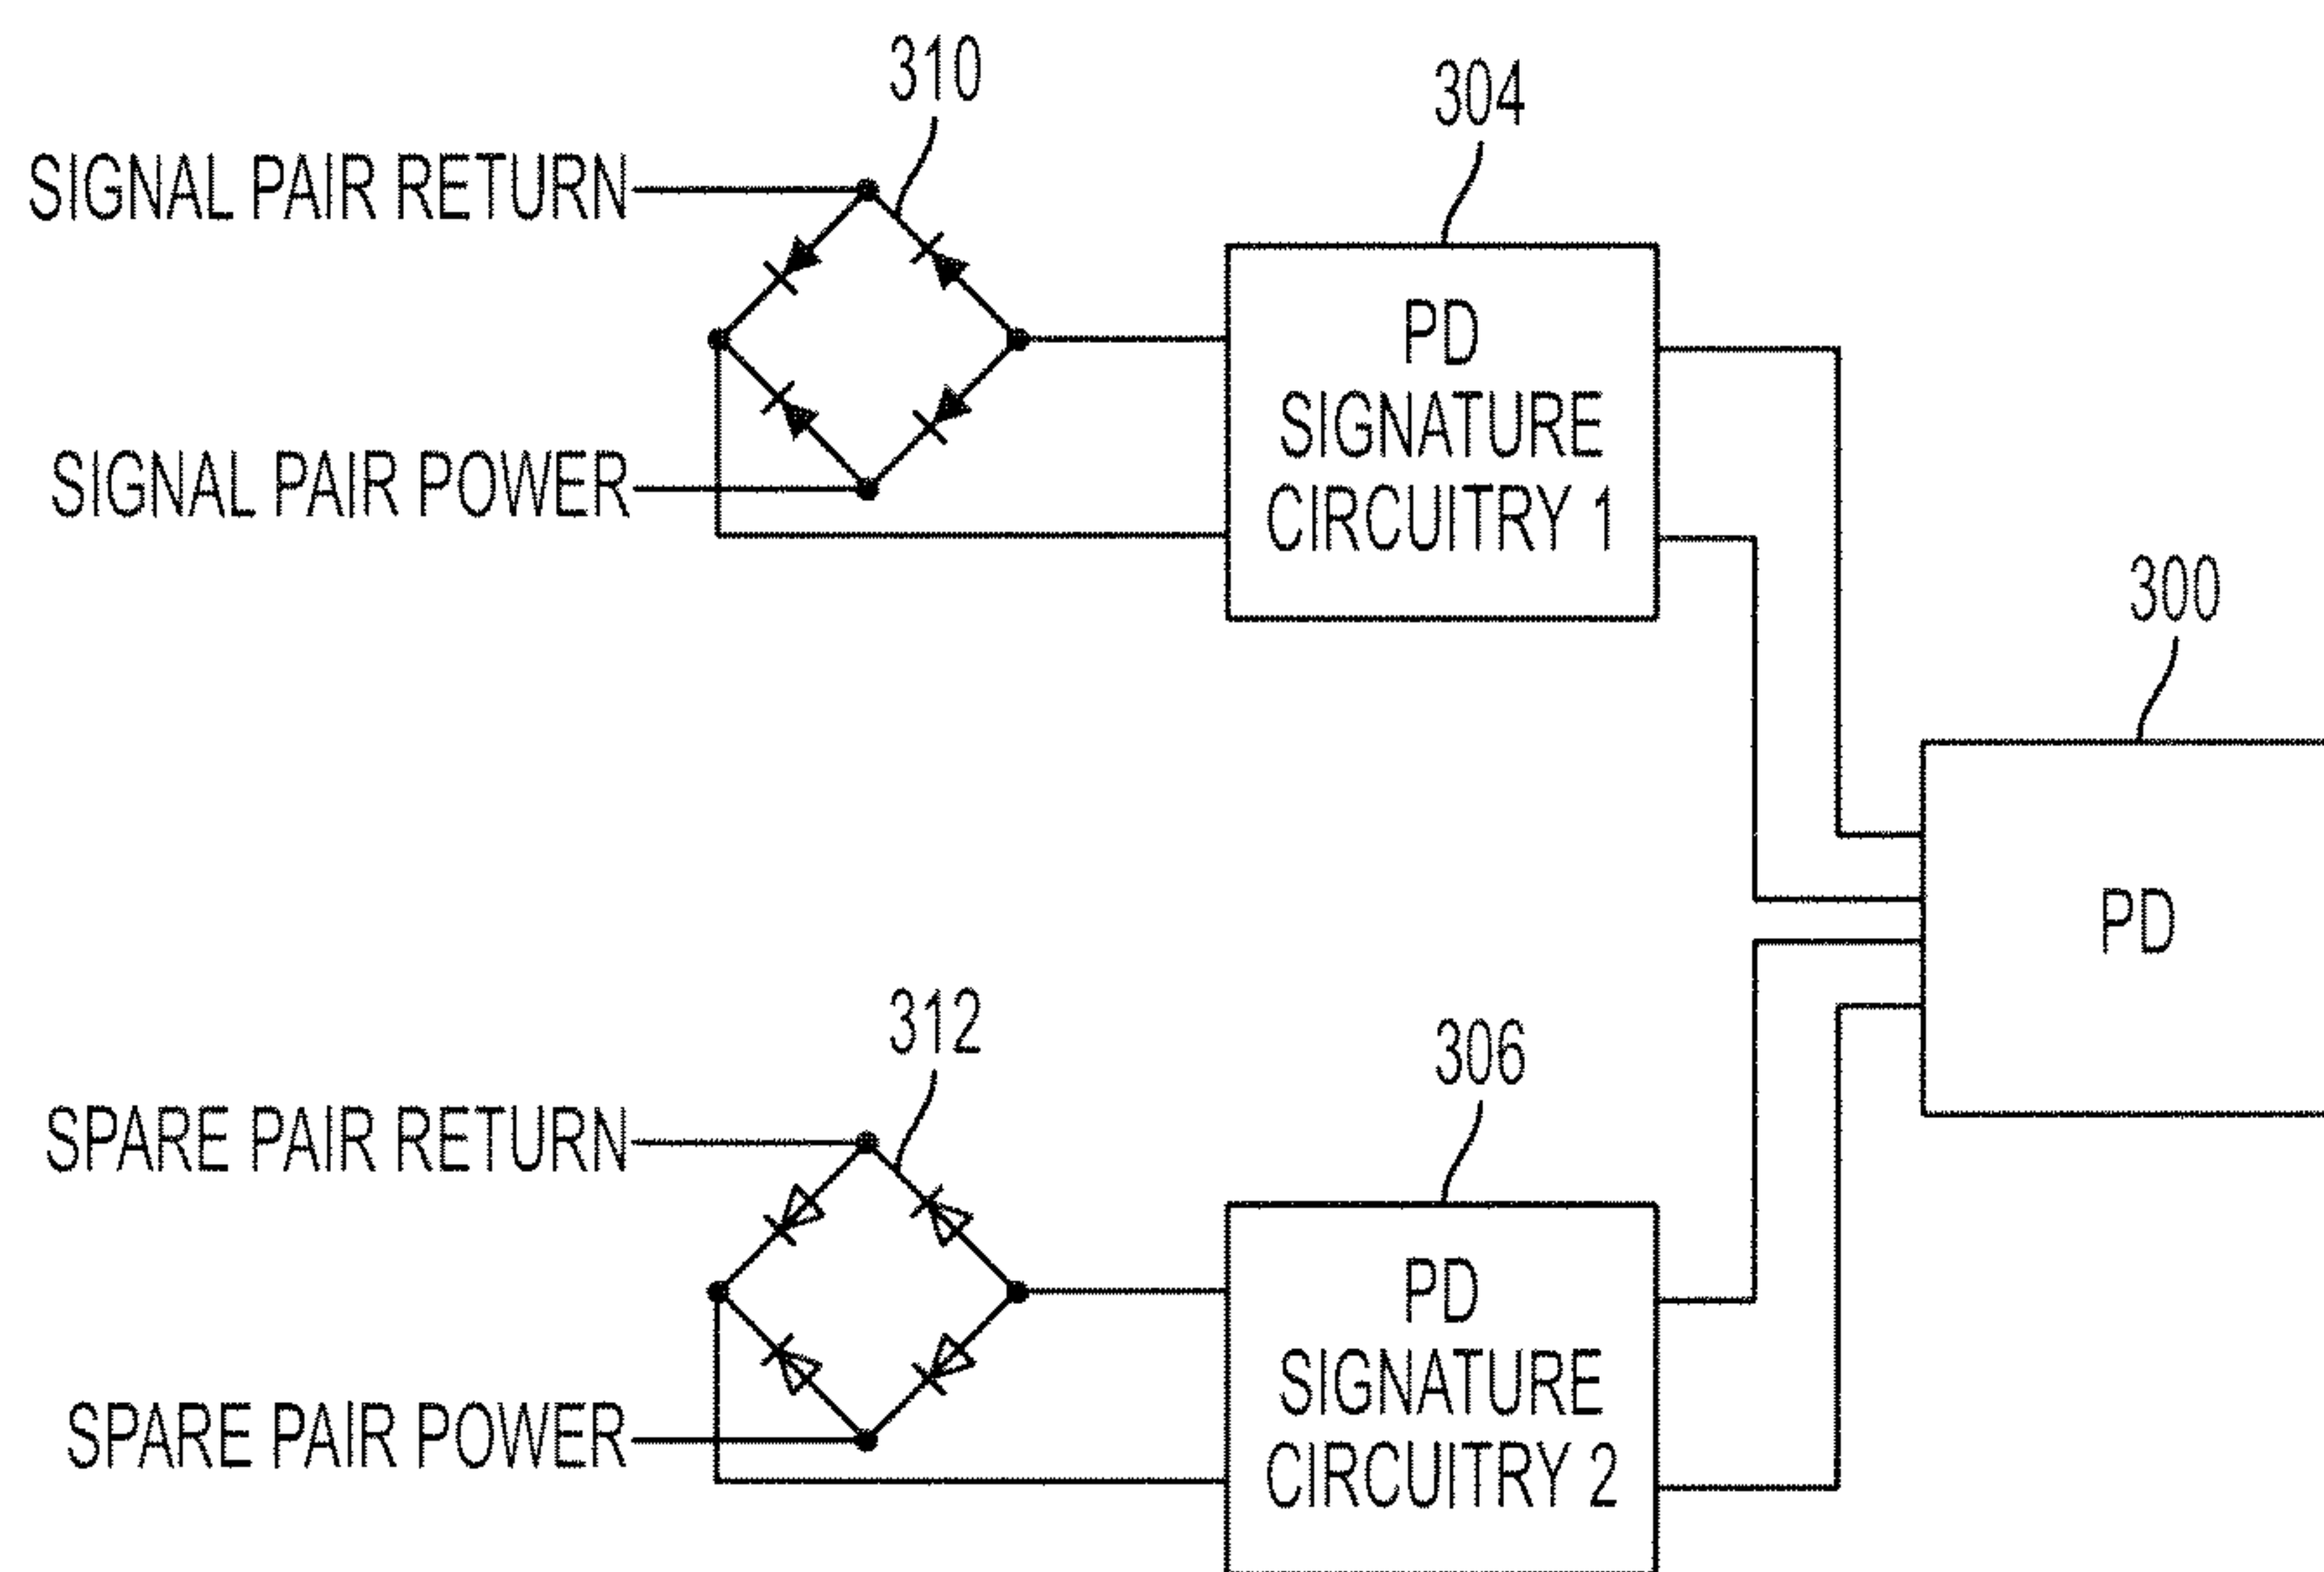 310
304
SIGNAL PAIR RETURN
PD
SIGNATURE
CIRCUITRY 1
SIGNAL PAIR POWER
300
PD
312
306
SPARE PAIR RETURN
PD
SIGNATURE
CIRCUITRY 2
SPARE PAIR POWER